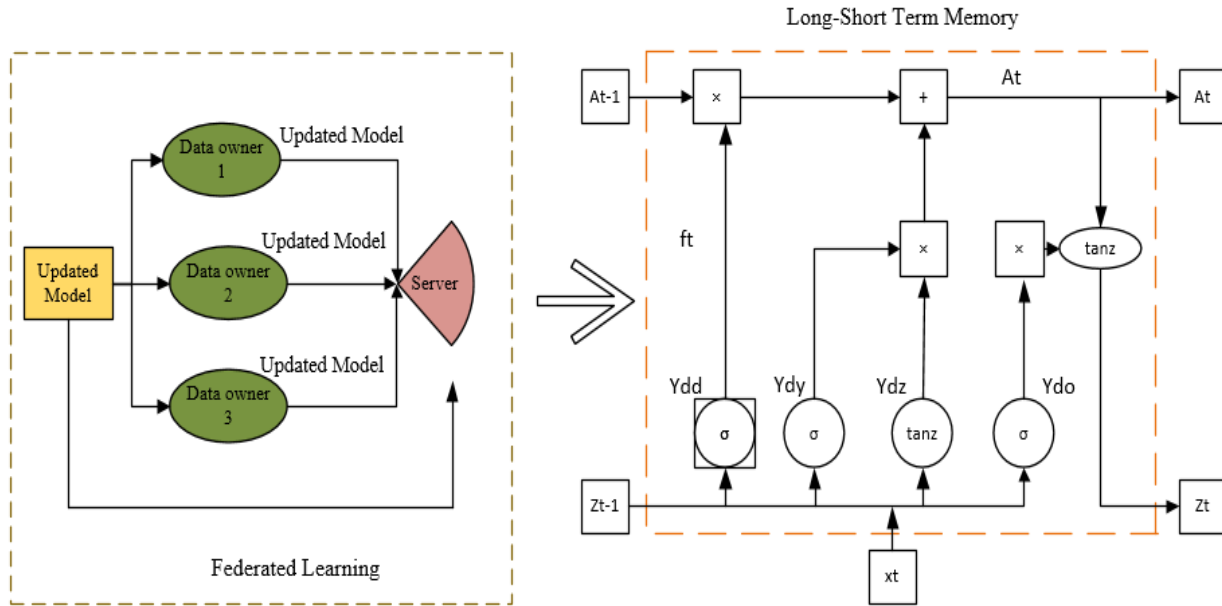 Long-Short Term Memory
Updated Model
Data owner
1
Updated Model
Data owner
2
Updated
Model
Server
Updated Model
Data owner
3
Federated Learning
At-1
×
+
At
At
ft
×
×
tanz
Ydd
Ydy
Ydz
Ydo
σ
σ
tanz
σ
Zt-1
Zt
xt